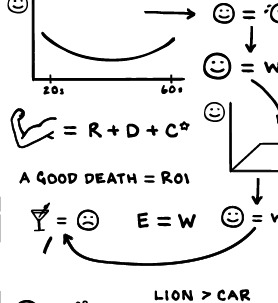 = W
20s 60s
= R + D + C☆
A GOOD DEATH = ROI
=
E = W
=
LION > CAR